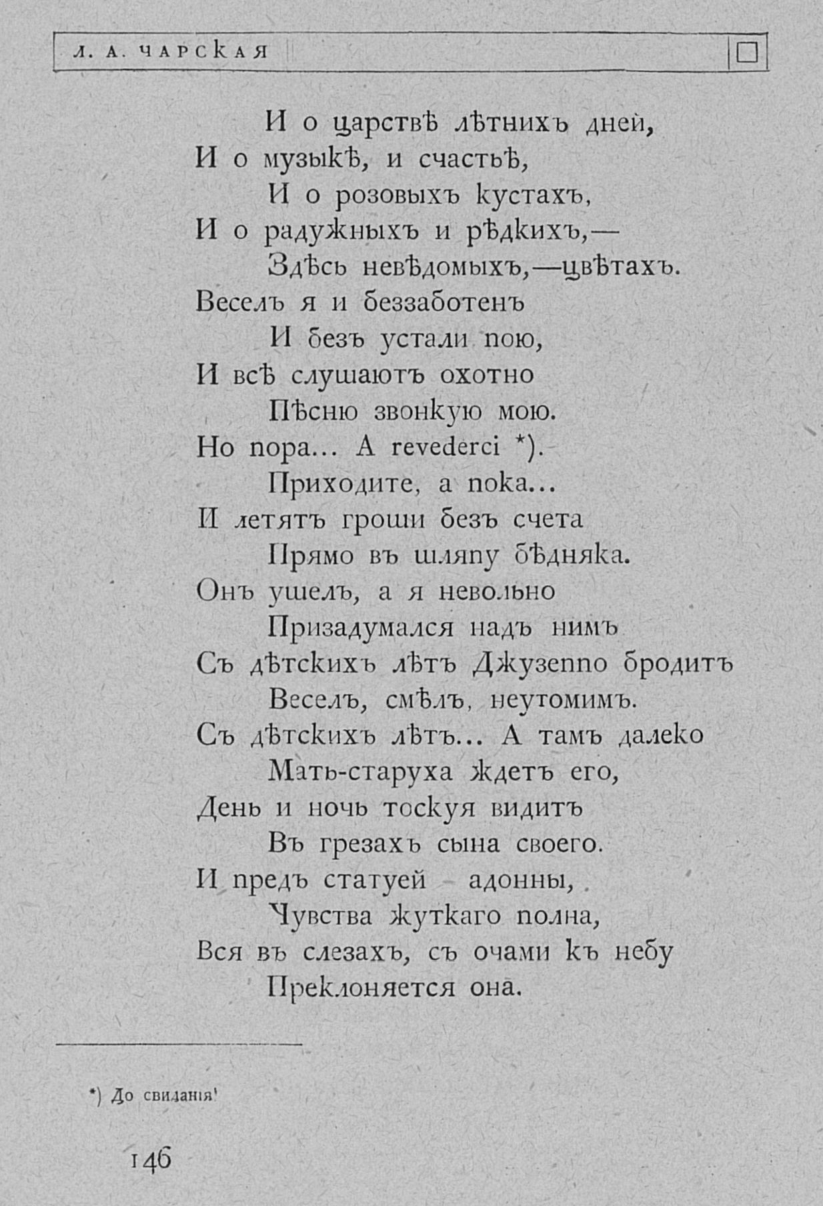 Л. А. ЧАРСКАЯ
И о царствѣ лѣтнихъ дней,
И о музыкѣ, и счастьѣ,
И о розовыхъ кустахъ,
И о радужныхъ и рѣдкихъ,—
Здѣсь невѣдомыхъ,—цвѣтахъ.
Веселъ я и беззаботенъ
И безъ устали пою,
И всѣ слушаютъ охотно
Пѣсню звонкую мою.
Но пора... A revederci *).
Приходите, а пока...
И летятъ гроши безъ счета
Прямо въ шляпу бѣдняка.
Онъ ушелъ, а я невольно
Призадумался надъ нимъ
Съ дѣтскихъ лѣтъ Джузеппо бродитъ
Веселъ, смѣлъ, неутомимъ.
Съ дѣтскихъ лѣтъ... А тамъ далеко
Мать-старуха ждетъ его,
День и ночь тоскуя видитъ
Въ грезахъ сына своего.
И предъ статуей адонны,
Чувства жуткаго полна,
Вся въ слезахъ, съ очами къ небу
Преклоняется она.
*) До свиданія!
146